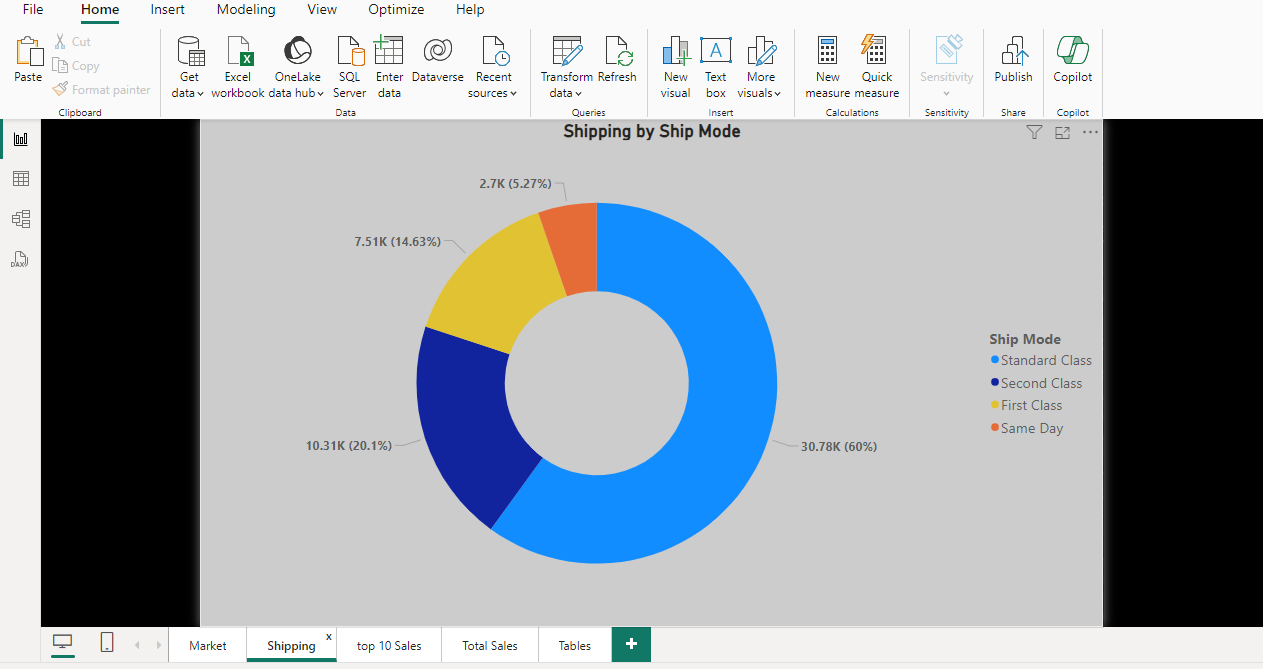 File Home Insert Modeling View Optimize Help
Paste
Cut
Copy
Format painter
Clipboard
Get data
Excel workbook
OneLake data hub
SQL Server
Enter data
Dataverse
Recent sources
Data
Transform data
Refresh
Queries
New visual
Text box
More visuals
Insert
New measure
Quick measure
Calculations
Sensitivity
Sensitivity
Publish
Share
Copilot
Copilot
DAX
Shipping by Ship Mode
2.7K (5.27%)
7.51K (14.63%)
10.31K (20.1%)
30.78K (60%)
Ship Mode
Standard Class
Second Class
First Class
Same Day
Market Shipping x top 10 Sales Total Sales Tables +